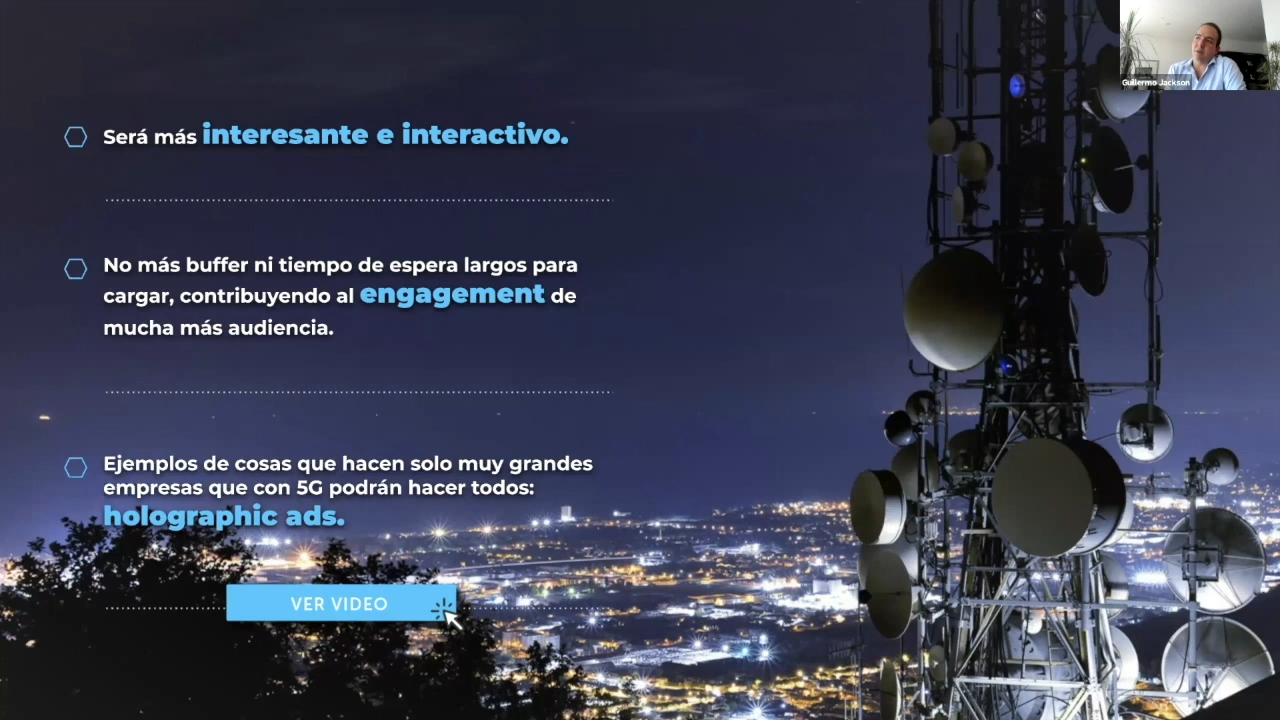 Guillermo Jackson
Será más interesante e interactivo.
No más buffer ni tiempo de espera largos para
cargar, contribuyendo al engagement de
mucha más audiencia.
Ejemplos de cosas que hacen solo muy grandes
empresas que con 5G podrán hacer todos:
holographic ads.
VER VIDEO